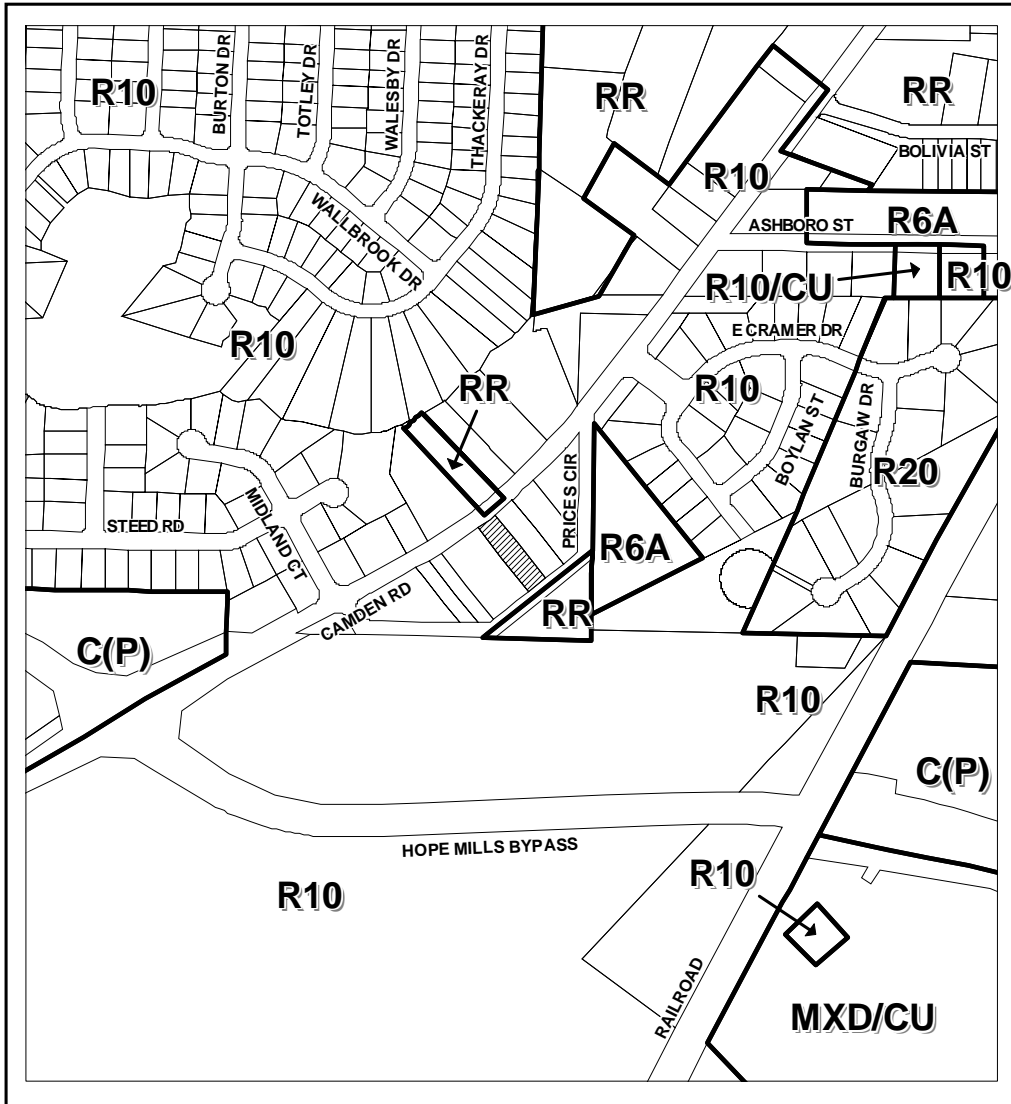 R10
BURTON DR
TOTLEY DR
WALESBY DR
THACKERAY DR
RR
RR
BOLIVIA ST
R10
WALLBROOK DR
ASHBORO ST
R6A
R10/CU
R10
R10
E CRAMER DR
RR
R10
BOYLAN ST
BURGAW DR
R20
MIDLAND CT
STEED RD
PRICES CIR
R6A
CAMDEN RD
RR
C(P)
R10
C(P)
HOPE MILLS BYPASS
R10
R10
RAILROAD
MXD/CU